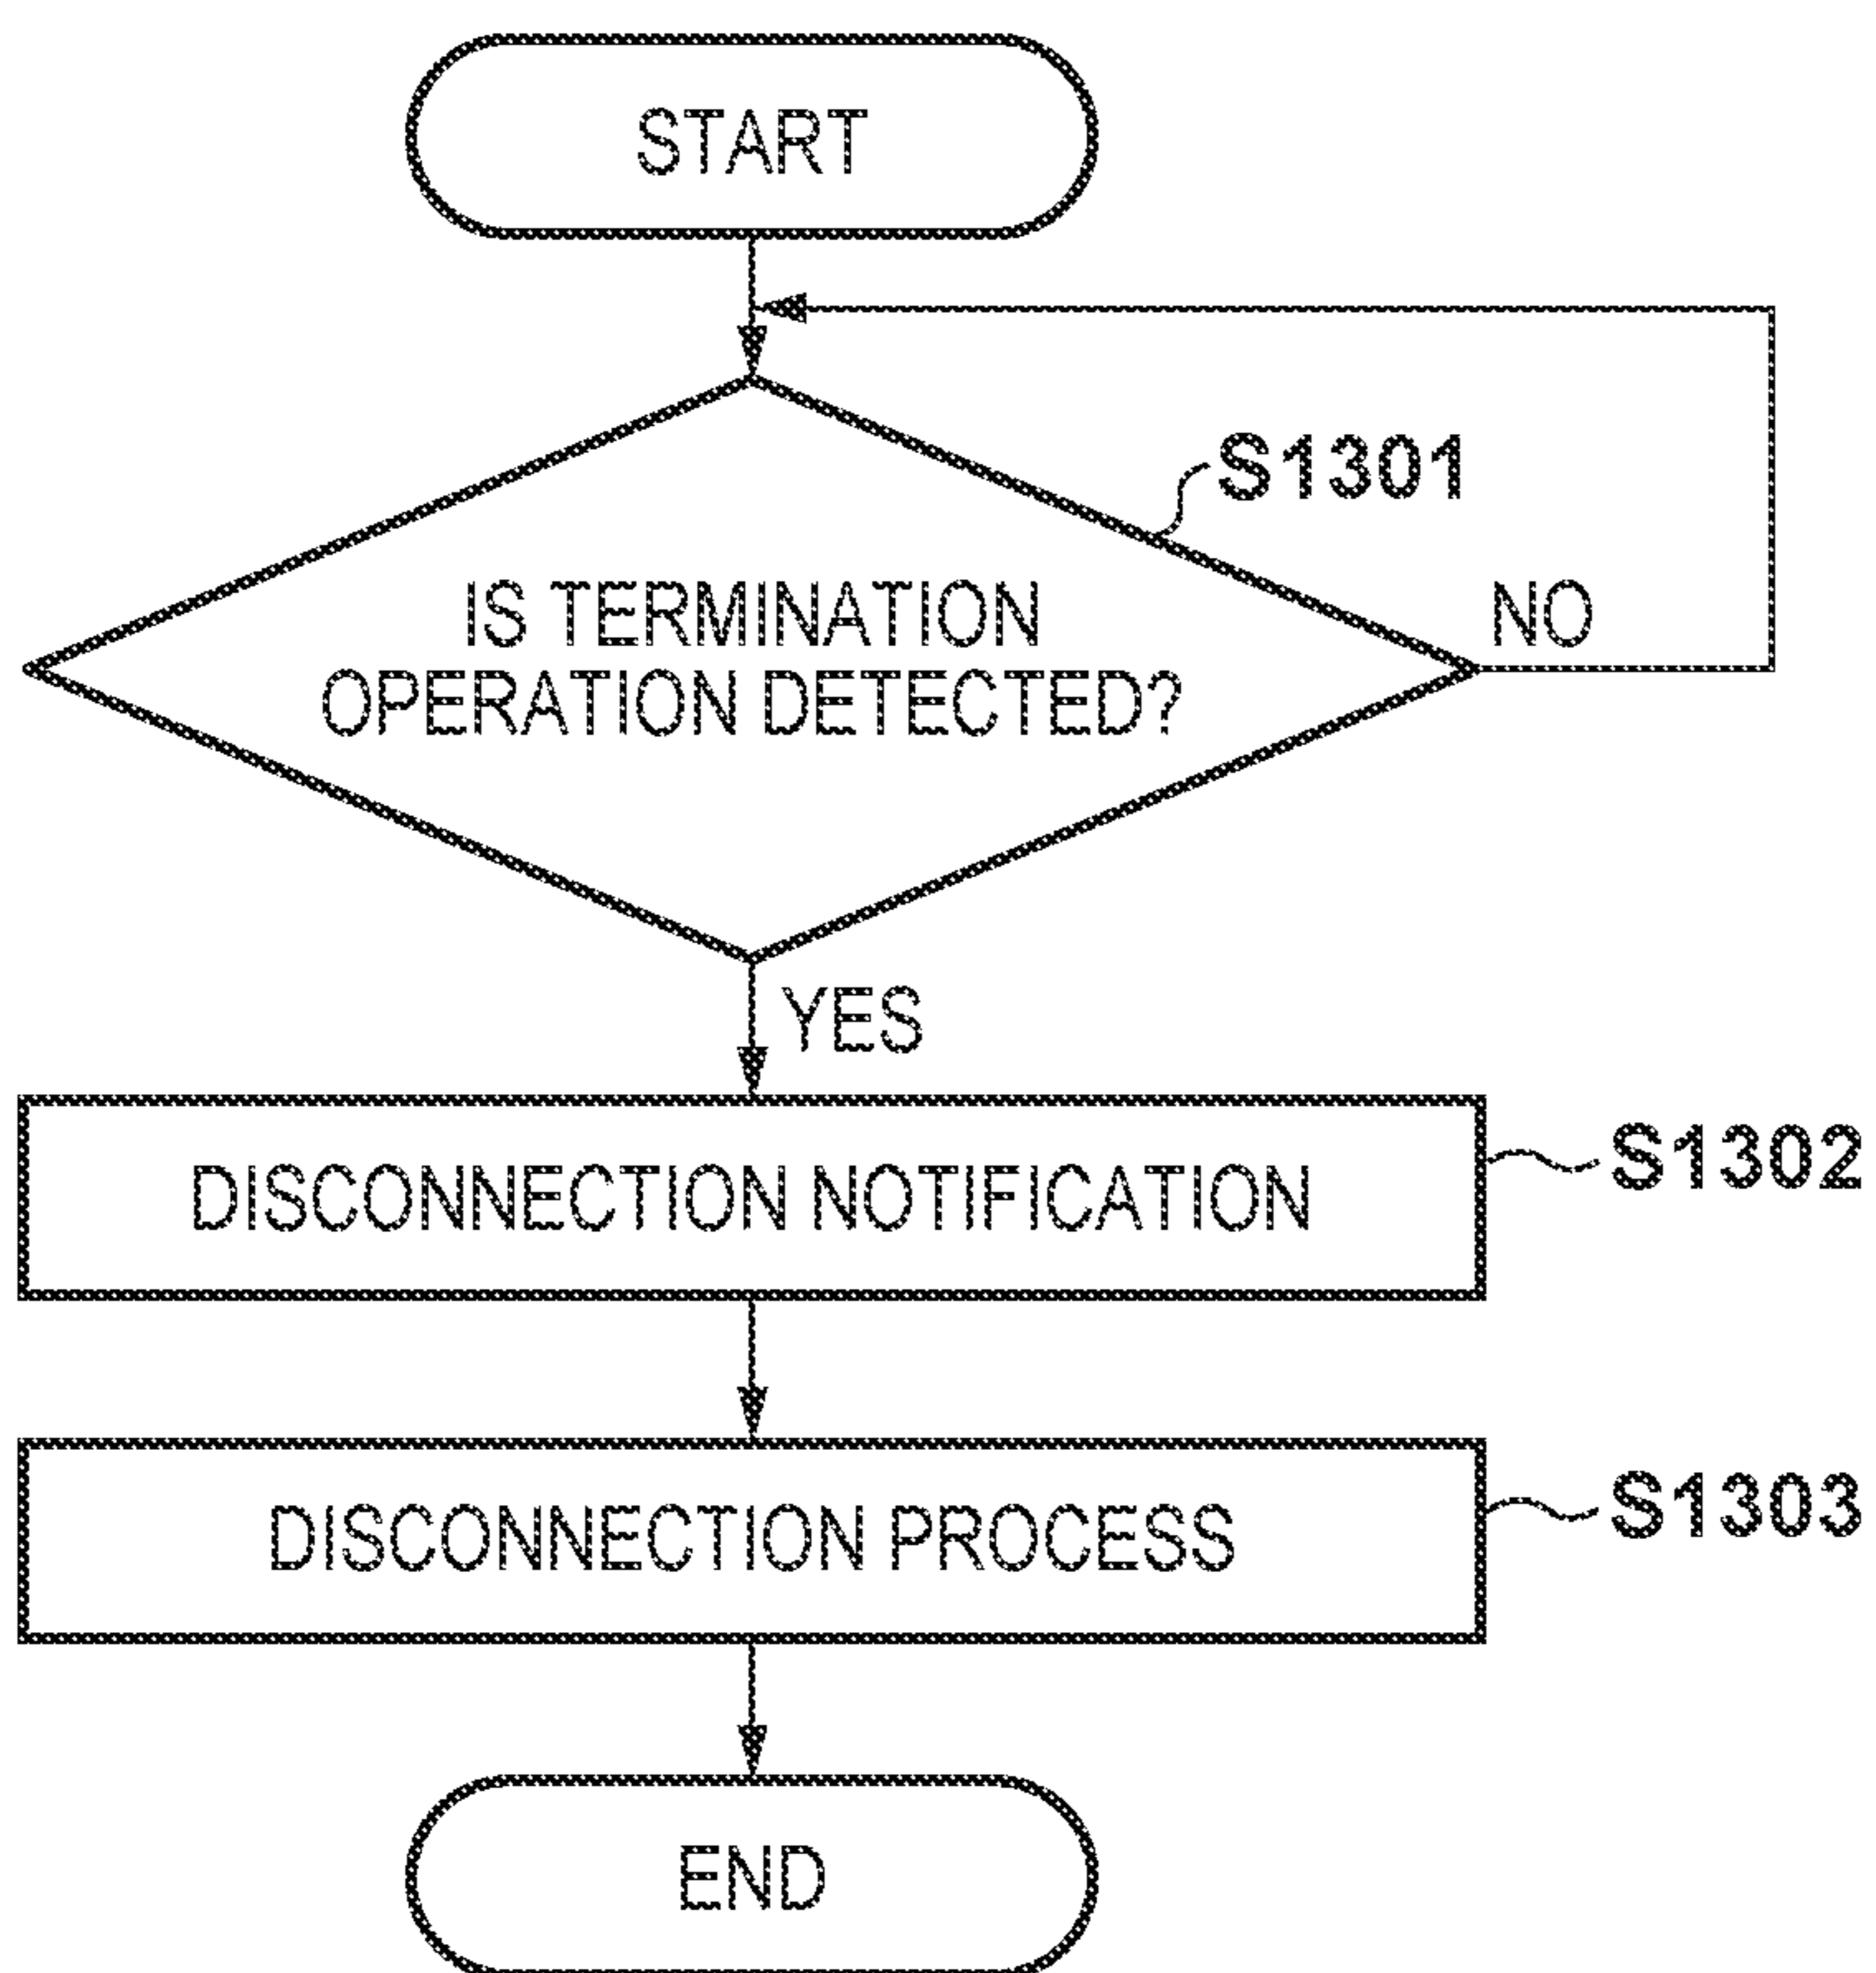 START
S1301
IS TERMINATION
OPERATION DETECTED?
NO
YES
DISCONNECTION NOTIFICATION
S1302
DISCONNECTION PROCESS
S1303
END